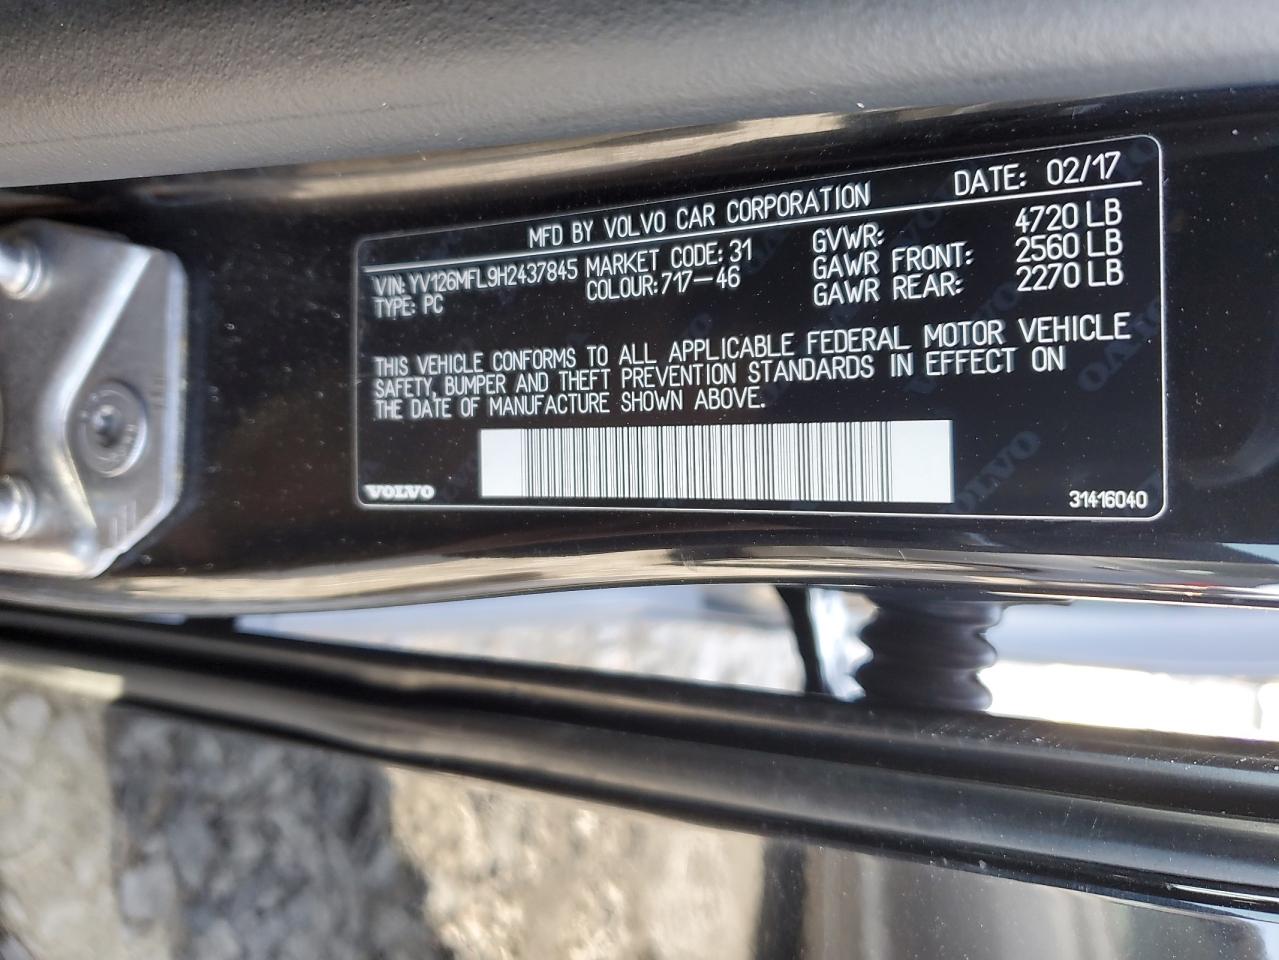 MFD BY VOLVO CAR CORPORATION DATE: 02/17
VIN: YV126MFL9H2437845 MARKET CODE: 31 GVWR: 4720 LB
TYPE: PC COLOUR: 717-46 GAWR FRONT: 2560 LB
GAWR REAR: 2270 LB
THIS VEHICLE CONFORMS TO ALL APPLICABLE FEDERAL MOTOR VEHICLE
SAFETY, BUMPER AND THEFT PREVENTION STANDARDS IN EFFECT ON
THE DATE OF MANUFACTURE SHOWN ABOVE.
VOLVO 31416040